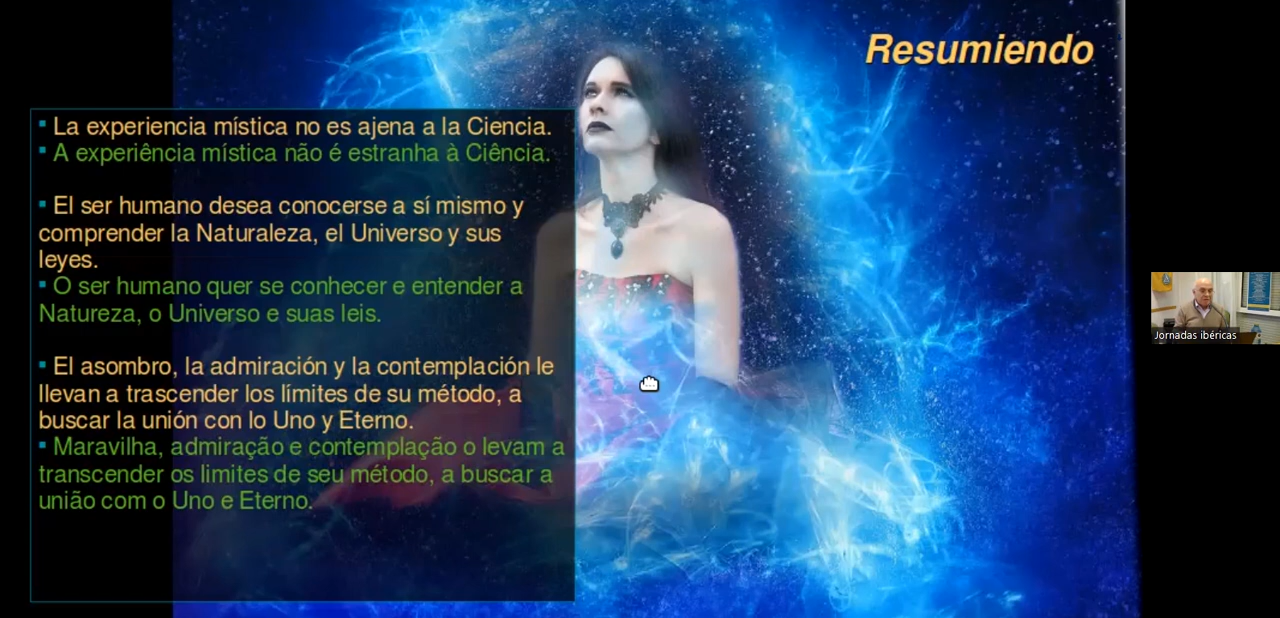 Resumiendo
▪ La experiencia mística no es ajena a la Ciencia.
▪ A experiência mística não é estranha à Ciência.
▪ El ser humano desea conocerse a sí mismo y
comprender la Naturaleza, el Universo y sus
leyes.
▪ O ser humano quer se conhecer e entender a
Natureza, o Universo e suas leis.
▪ El asombro, la admiración y la contemplación le
llevan a trascender los límites de su método, a
buscar la unión con lo Uno y Eterno.
▪ Maravilha, admiração e contemplação o levam a
transcender os limites de seu método, a buscar a
união com o Uno e Eterno.
Jornadas ibéricas